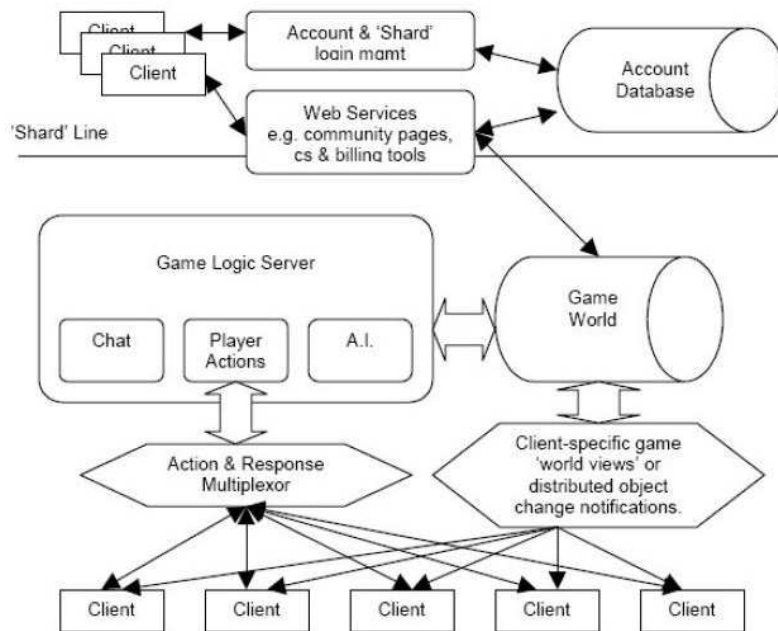 Client
Client
Client
Account & 'Shard'
login mgmt
Account
Database
Web Services
e.g. community pages,
cs & billing tools
'Shard' Line
Game Logic Server
Chat
Player
Actions
A.I.
Game
World
Action & Response
Multiplexor
Client-specific game
'world views' or
distributed object
change notifications.
Client
Client
Client
Client
Client